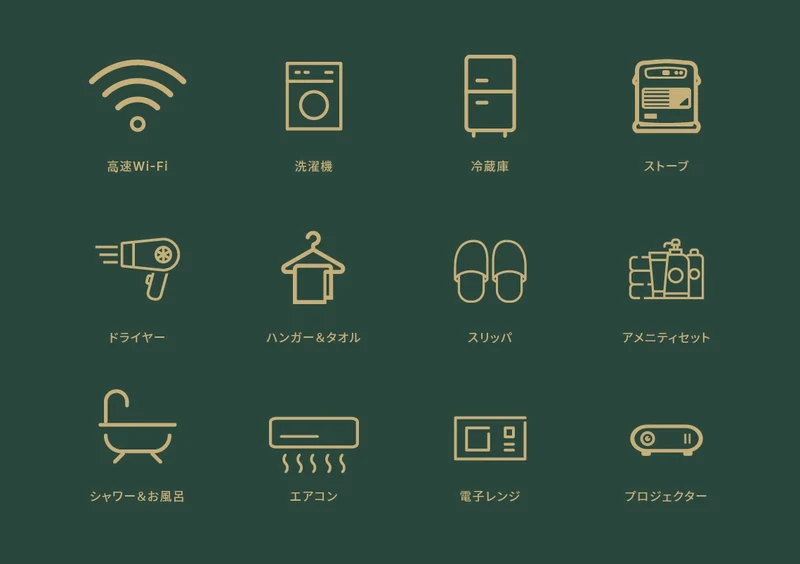 高速Wi-Fi
洗濯機
冷蔵庫
ストーブ
ドライヤー
ハンガー&タオル
スリッパ
アメニティセット
シャワー&お風呂
エアコン
電子レンジ
プロジェクター